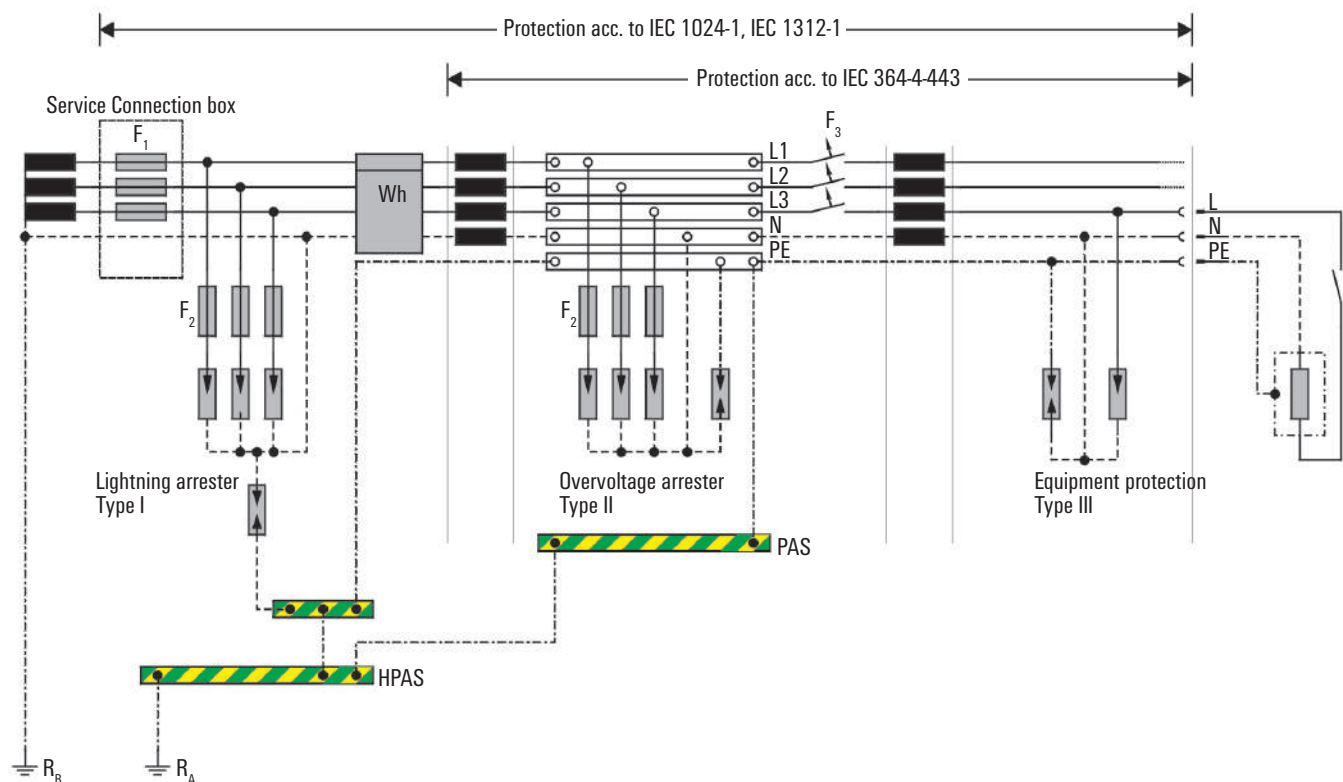 Protection acc. to IEC 1024-1, IEC 1312-1
Protection acc. to IEC 364-4-443
Service Connection box
F1
F3
L1
L2
L3
N
PE
Wh
L
N
PE
F2
F2
Lightning arrester
Type I
Overvoltage arrester
Type II
Equipment protection
Type III
PAS
HPAS
RB
RA